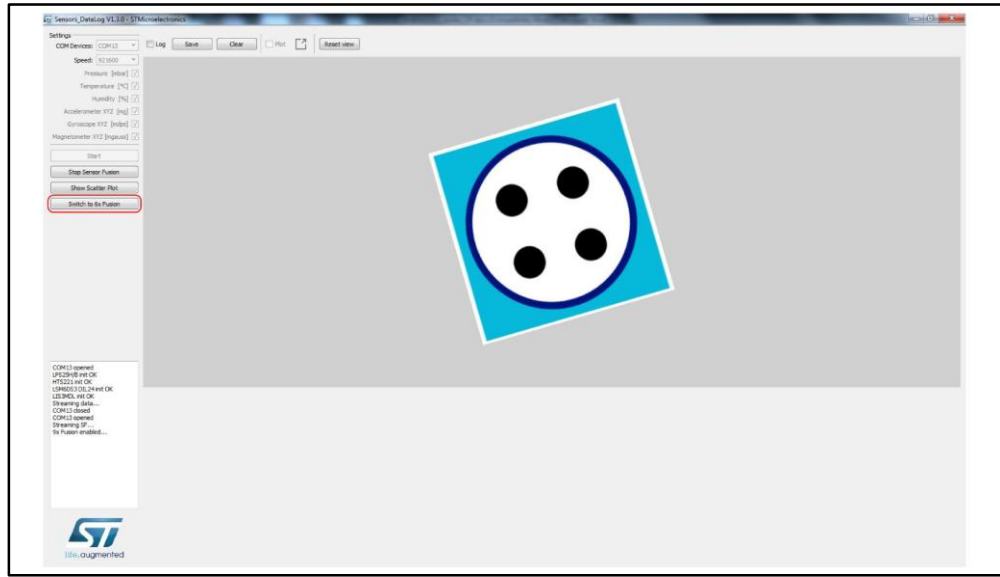 Sensors_DataLog V1.3.0 - STMicroelectronics
Settings
COM Devices: COM13
Log Save Clear Plot Reset view
Speed: 921600
Pressure [mbar]
Temperature [°C]
Humidity [%]
Accelerometer XYZ [mg]
Gyroscope XYZ [mdps]
Magnetometer XYZ [mgauss]
Start
Stop Sensor Fusion
Show Scatter Plot
Switch to 6x Fusion
COM13 opened
LPS25H/B init OK
HTS221 init OK
LSM6DS3 DIL24 init OK
LIS3MDL init OK
Streaming data...
COM13 closed
COM13 opened
Streaming SF...
9x Fusion enabled...
ST
life.augmented